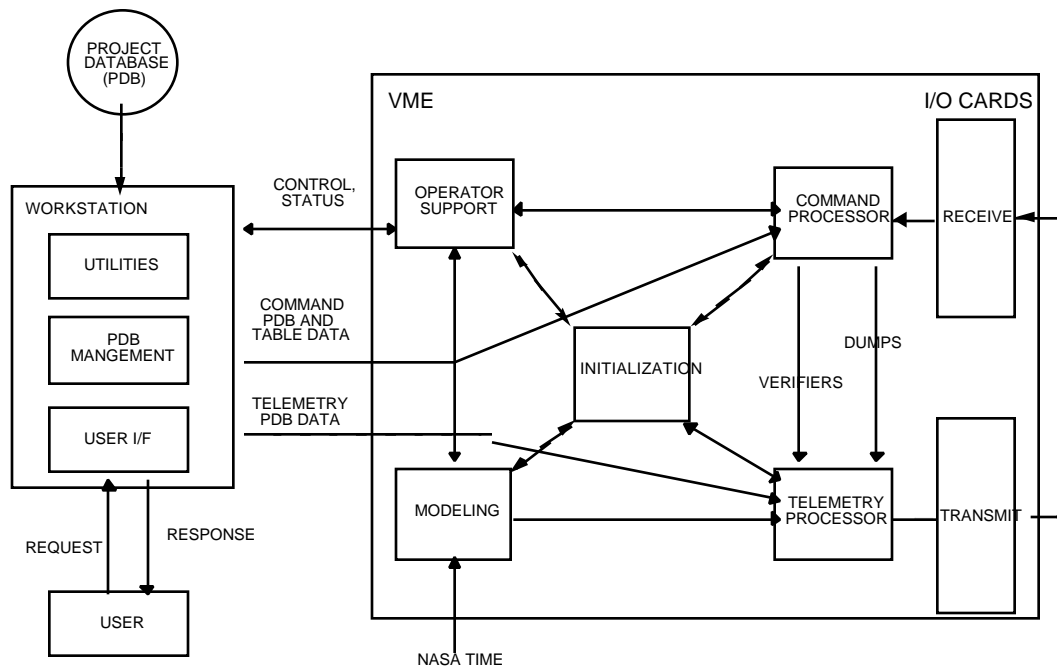 PROJECT
DATABASE
(PDB)
VME
I/O CARDS
WORKSTATION
CONTROL,
STATUS
OPERATOR
SUPPORT
COMMAND
PROCESSOR
RECEIVE
UTILITIES
COMMAND
PDB AND
TABLE DATA
PDB
MANGEMENT
INITIALIZATION
DUMPS
VERIFIERS
TELEMETRY
PDB DATA
USER I/F
MODELING
TELEMETRY
PROCESSOR
TRANSMIT
REQUEST
RESPONSE
USER
NASA TIME